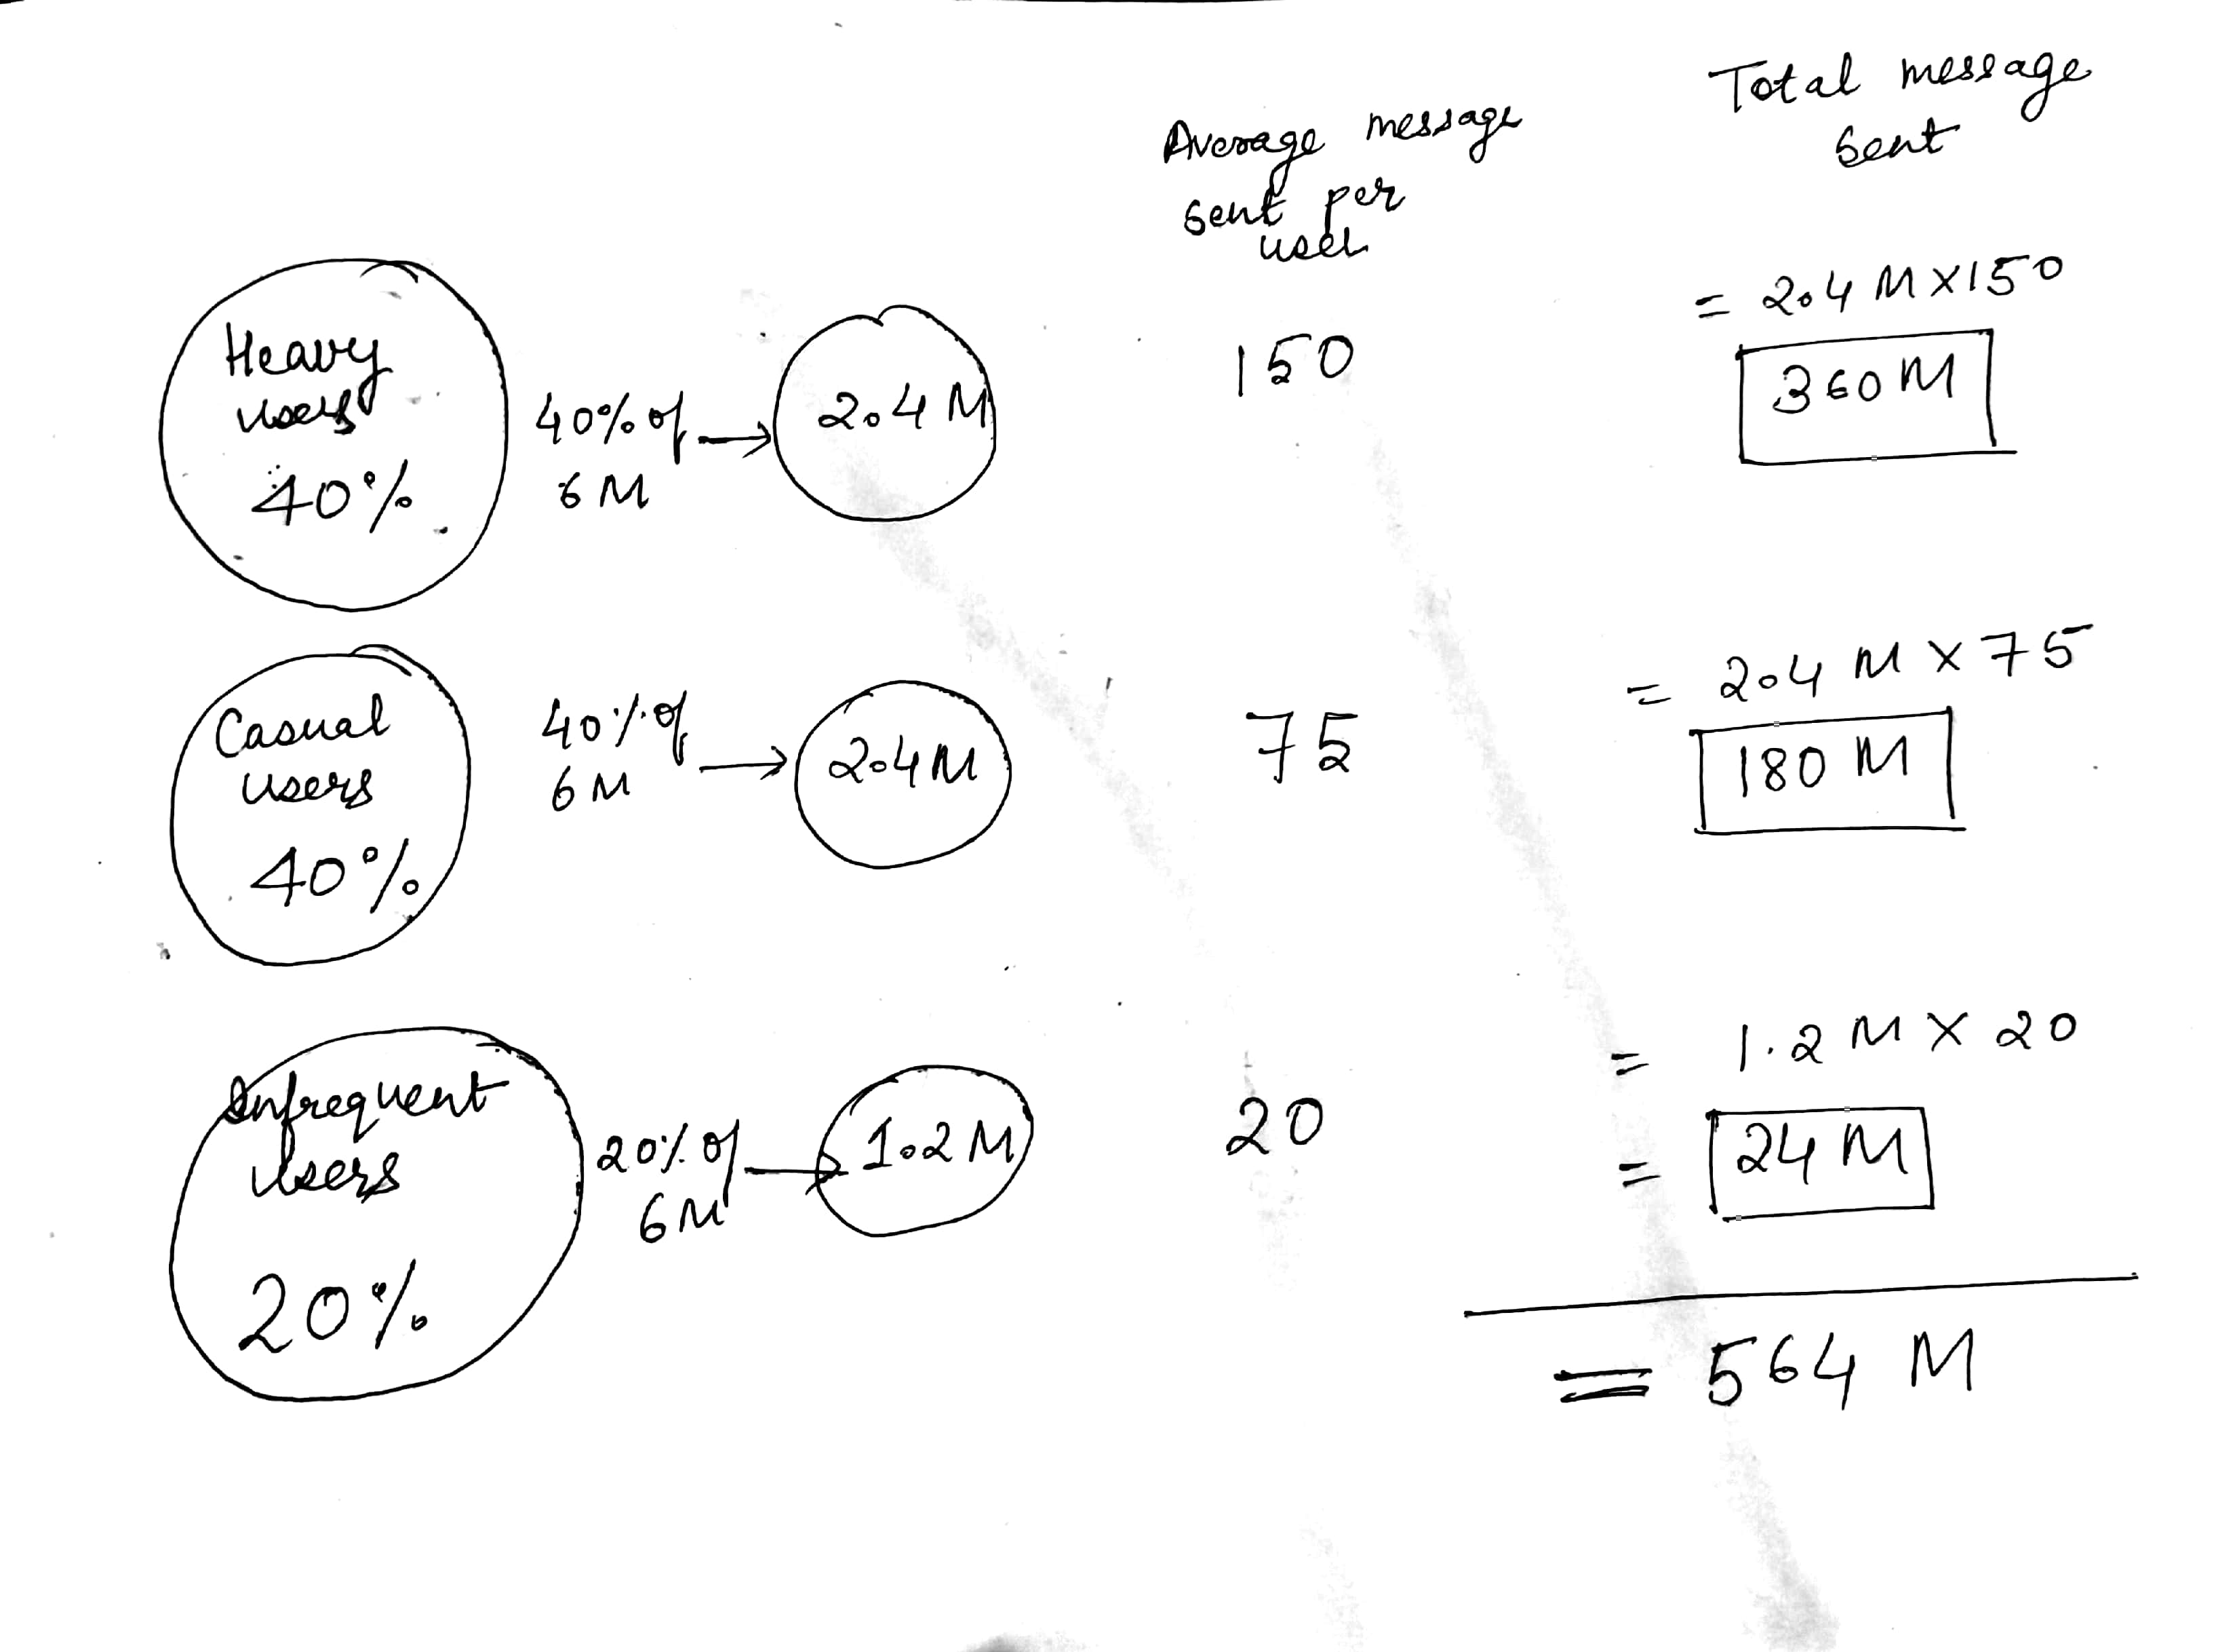 Total message
sent
Average message
sent per
user
Heavy
users
40%
40% of
6 M
2.4 M
150
= 2.4 M X 150
360 M
Casual
users
40%
40% of
6 M
2.4 M
75
= 2.4 M X 75
180 M
Infrequent
users
20%
20% of
6 M
1.2 M
20
= 1.2 M X 20
= 24 M
= 564 M